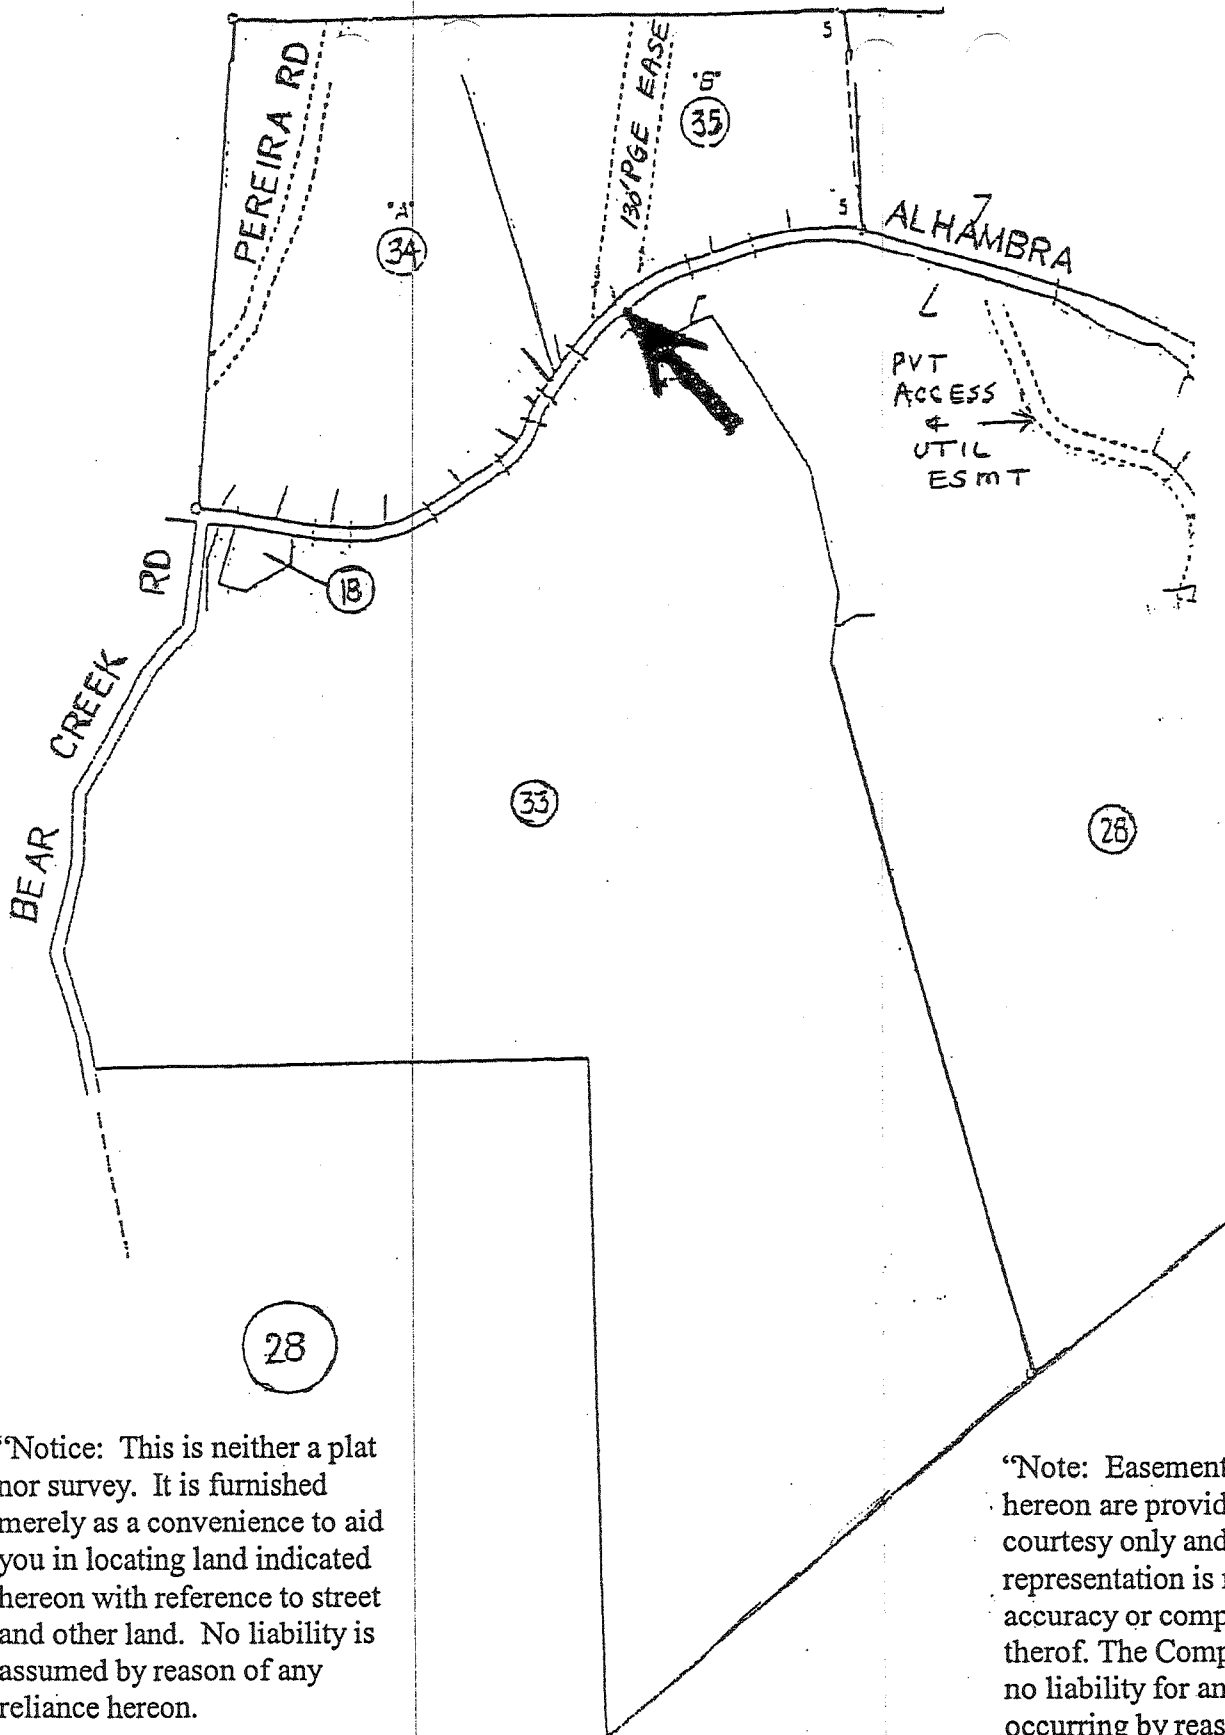 PEREIRA RD
130' PGE EASE
5
"B"
35
34
5
ALHAMBRA
PVT
ACCESS
&
UTIL
ESMT
RD
18
CREEK
BEAR
33
28
28
"Notice: This is neither a plat
nor survey. It is furnished
merely as a convenience to aid
you in locating land indicated
hereon with reference to street
and other land. No liability is
assumed by reason of any
reliance hereon.
"Note: Easement
hereon are provid
courtesy only and
representation is
accuracy or comp
therof. The Comp
no liability for an
occurring by reas